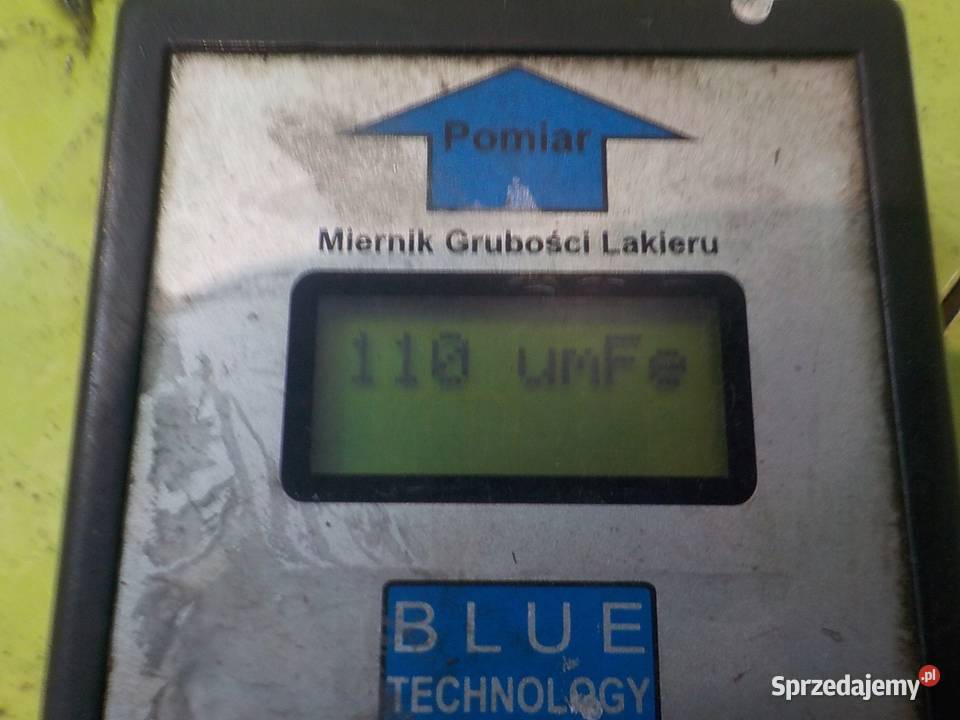 Pomiar
Miernik Grubości Lakieru
110 umFe
BLUE
TECHNOLOGY
Sprzedajemy.pl